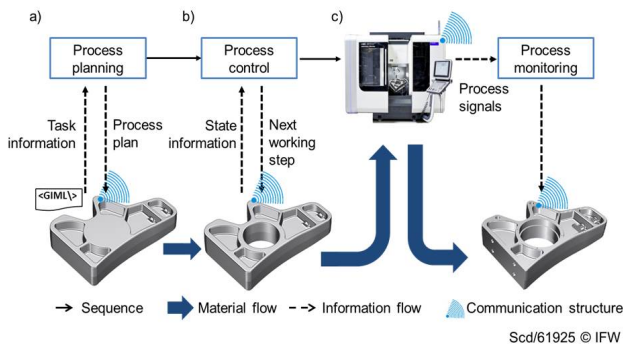 a)
b)
c)
Process
planning
Process
control
Process
monitoring
Process
signals
Task
information
Process
plan
State
information
Next
working
step
<GIML\>
Sequence
Material flow
Information flow
Communication structure
Scd/61925 © IFW